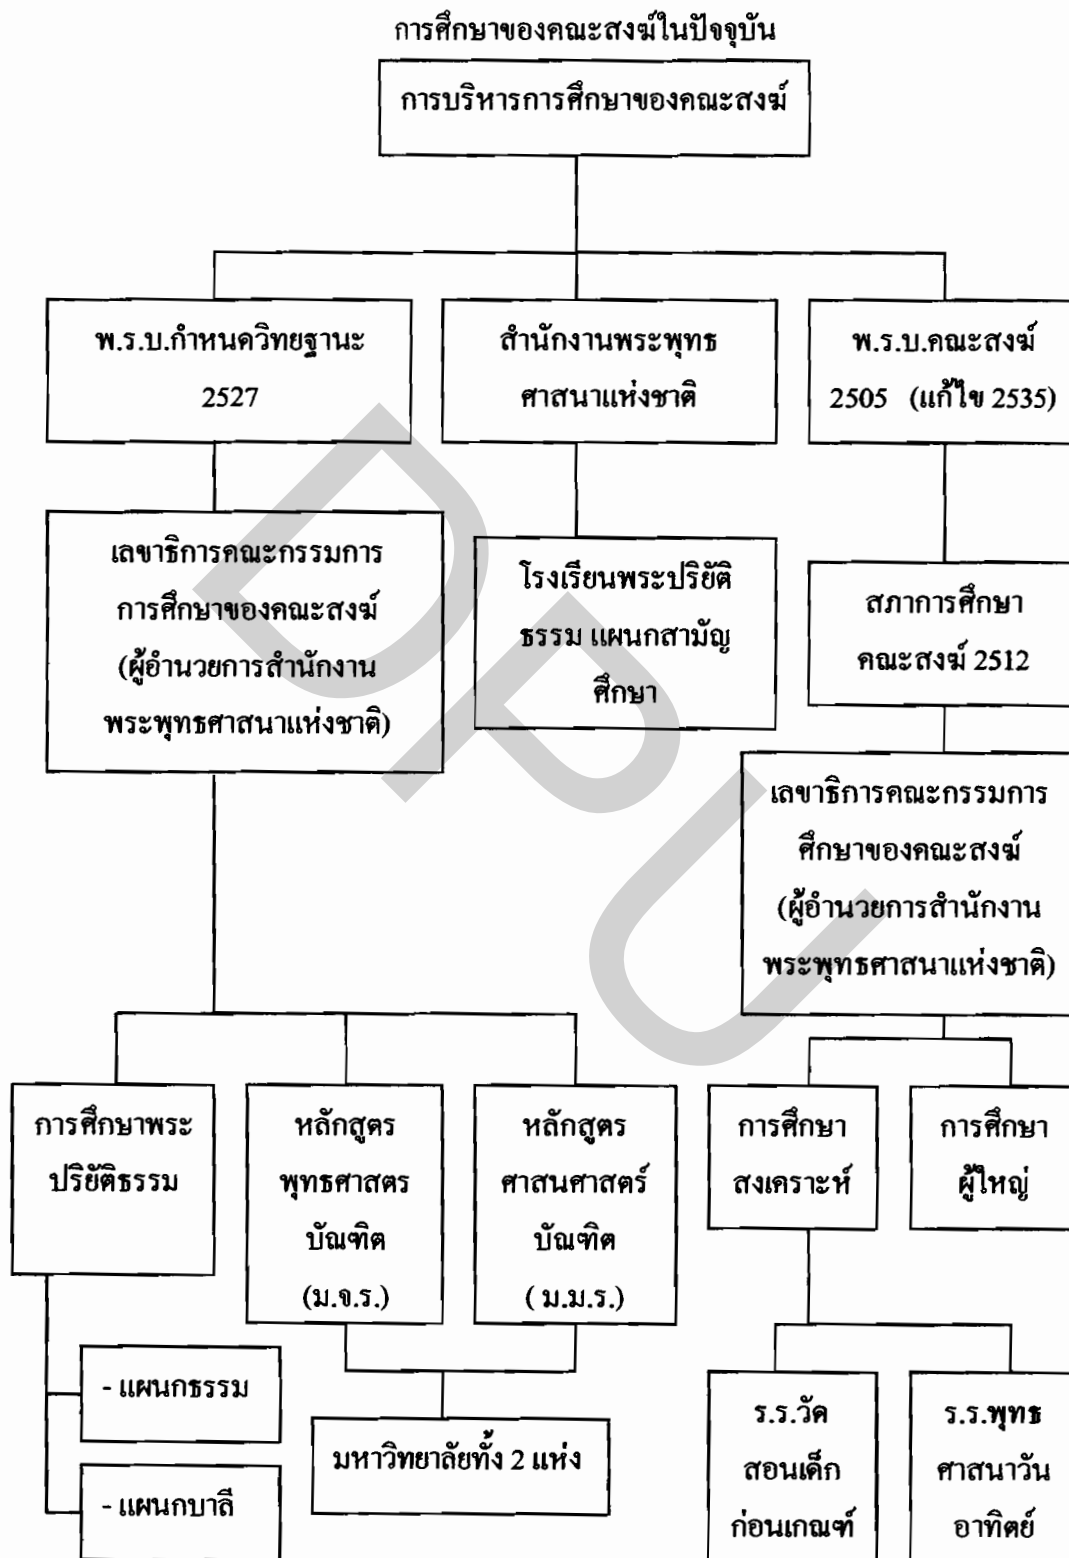 การศึกษาของคณะสงฆ์ในปัจจุบัน
การบริหารการศึกษาของคณะสงฆ์
พ.ร.บ.กำหนดวิทยฐานะ
2527
สำนักงานพระพุทธ
ศาสนาแห่งชาติ
พ.ร.บ.คณะสงฆ์
2505 (แก้ไข 2535)
เลขาธิการคณะกรรมการ
การศึกษาของคณะสงฆ์
(ผู้อำนวยการสำนักงาน
พระพุทธศาสนาแห่งชาติ)
โรงเรียนพระปริยัติ
ธรรม แผนกสามัญ
ศึกษา
สภาการศึกษา
คณะสงฆ์ 2512
เลขาธิการคณะกรรมการ
ศึกษาของคณะสงฆ์
(ผู้อำนวยการสำนักงาน
พระพุทธศาสนาแห่งชาติ)
การศึกษาพระ
ปริยัติธรรม
หลักสูตร
พุทธศาสตร
บัณฑิต
(ม.จ.ร.)
หลักสูตร
ศาสนศาสตร์
บัณฑิต
( ม.ม.ร.)
การศึกษา
สงเคราะห์
การศึกษา
ผู้ใหญ่
- แผนกธรรม
- แผนกบาลี
มหาวิทยาลัยทั้ง 2 แห่ง
ร.ร.วัด
สอนเด็ก
ก่อนเกณฑ์
ร.ร.พุทธ
ศาสนาวัน
อาทิตย์
DPU